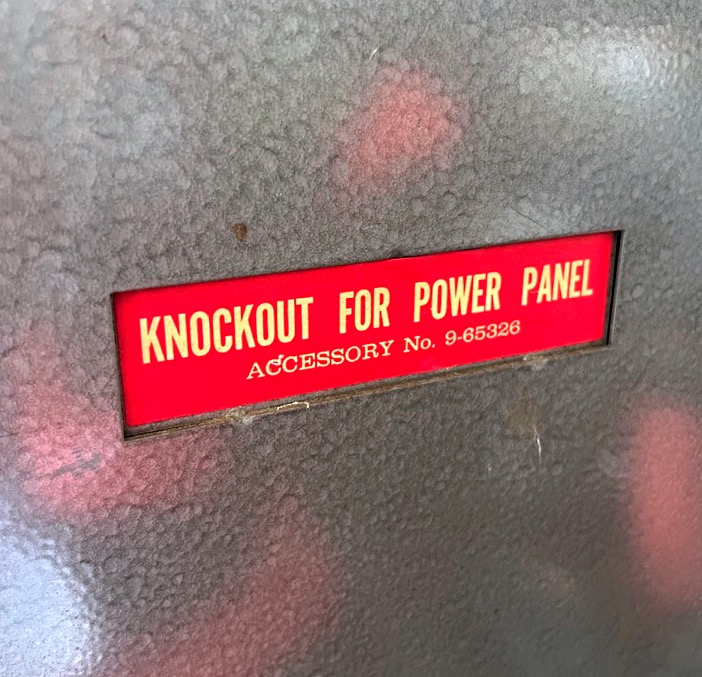 KNOCKOUT FOR POWER PANEL
ACCESSORY No. 9-65326